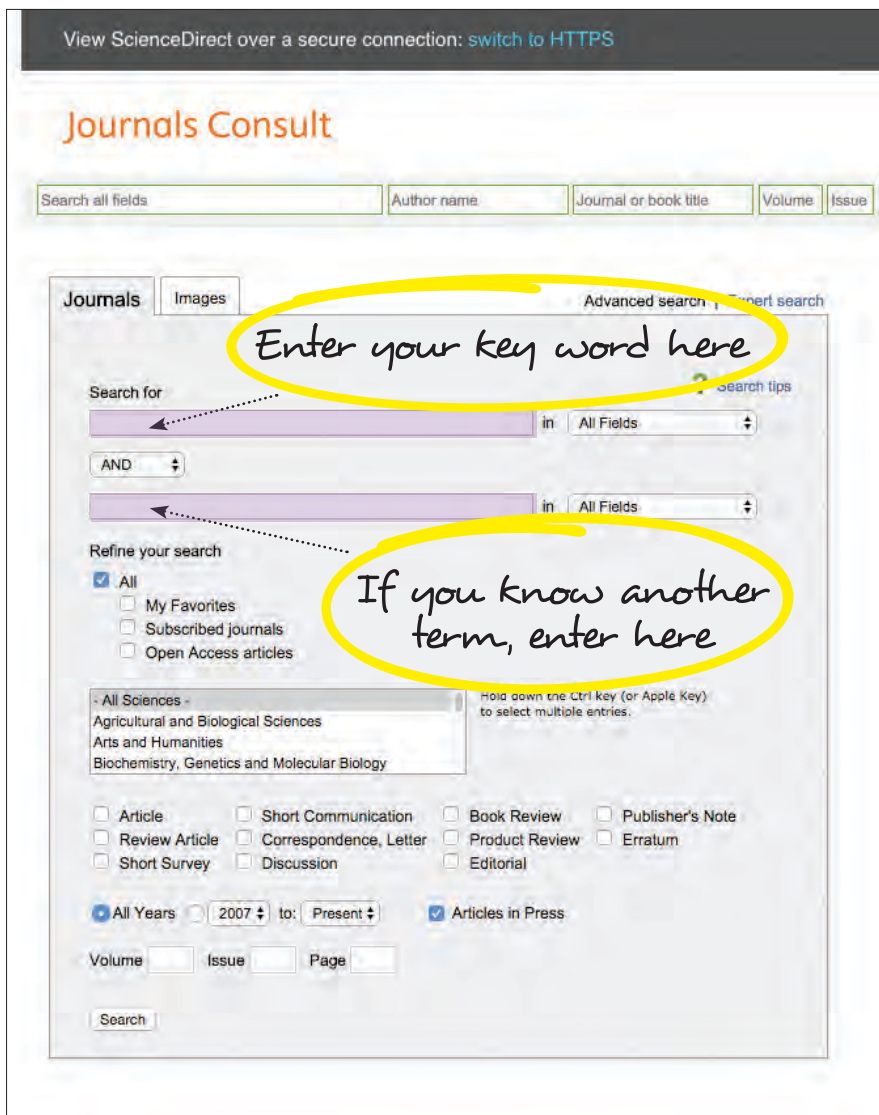 View ScienceDirect over a secure connection: switch to HTTPS
Journals Consult
Search all fields Author name Journal or book title Volume Issue
Journals Images Advanced search | Expert search
Enter your key word here
? Search tips
Search for
in All Fields
AND
in All Fields
Refine your search
All
If you know another
term, enter here
My Favorites
Subscribed journals
Open Access articles
- All Sciences -
Agricultural and Biological Sciences
Arts and Humanities
Biochemistry, Genetics and Molecular Biology
Hold down the Ctrl key (or Apple Key)
to select multiple entries.
Article Short Communication Book Review Publisher's Note
Review Article Correspondence, Letter Product Review Erratum
Short Survey Discussion Editorial
All Years 2007 to: Present Articles in Press
Volume Issue Page
Search